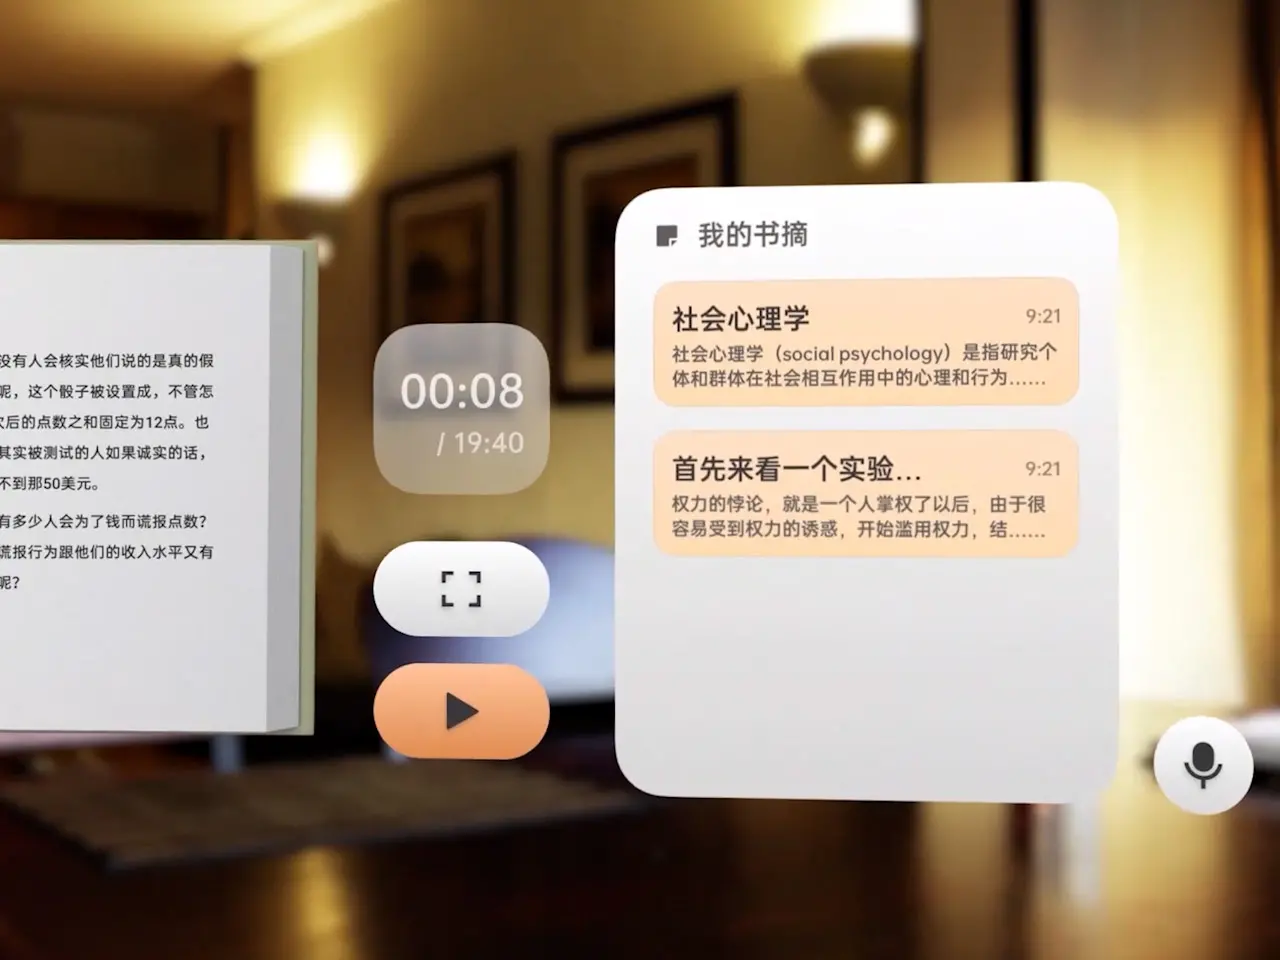 没有人会核实他们说的是真的假
呢，这个骰子被设置成，不管怎
次后的点数之和固定为12点。也
其实被测试的人如果诚实的话，
不到那50美元。
有多少人会为了钱而谎报点数？
谎报行为跟他们的收入水平又有
呢？
00:08
/ 19:40
我的书摘
社会心理学
9:21
社会心理学（social psychology）是指研究个
体和群体在社会相互作用中的心理和行为……
首先来看一个实验…
9:21
权力的悖论，就是一个人掌权了以后，由于很
容易受到权力的诱惑，开始滥用权力，结……